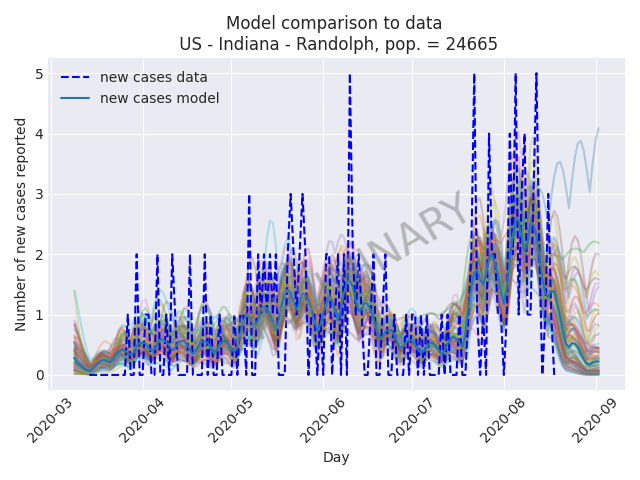 Model comparison to data
US - Indiana - Randolph, pop. = 24665
new cases data
new cases model
Number of new cases reported
5
4
3
2
1
0
2020-03
2020-04
2020-05
2020-06
2020-07
2020-08
2020-09
Day